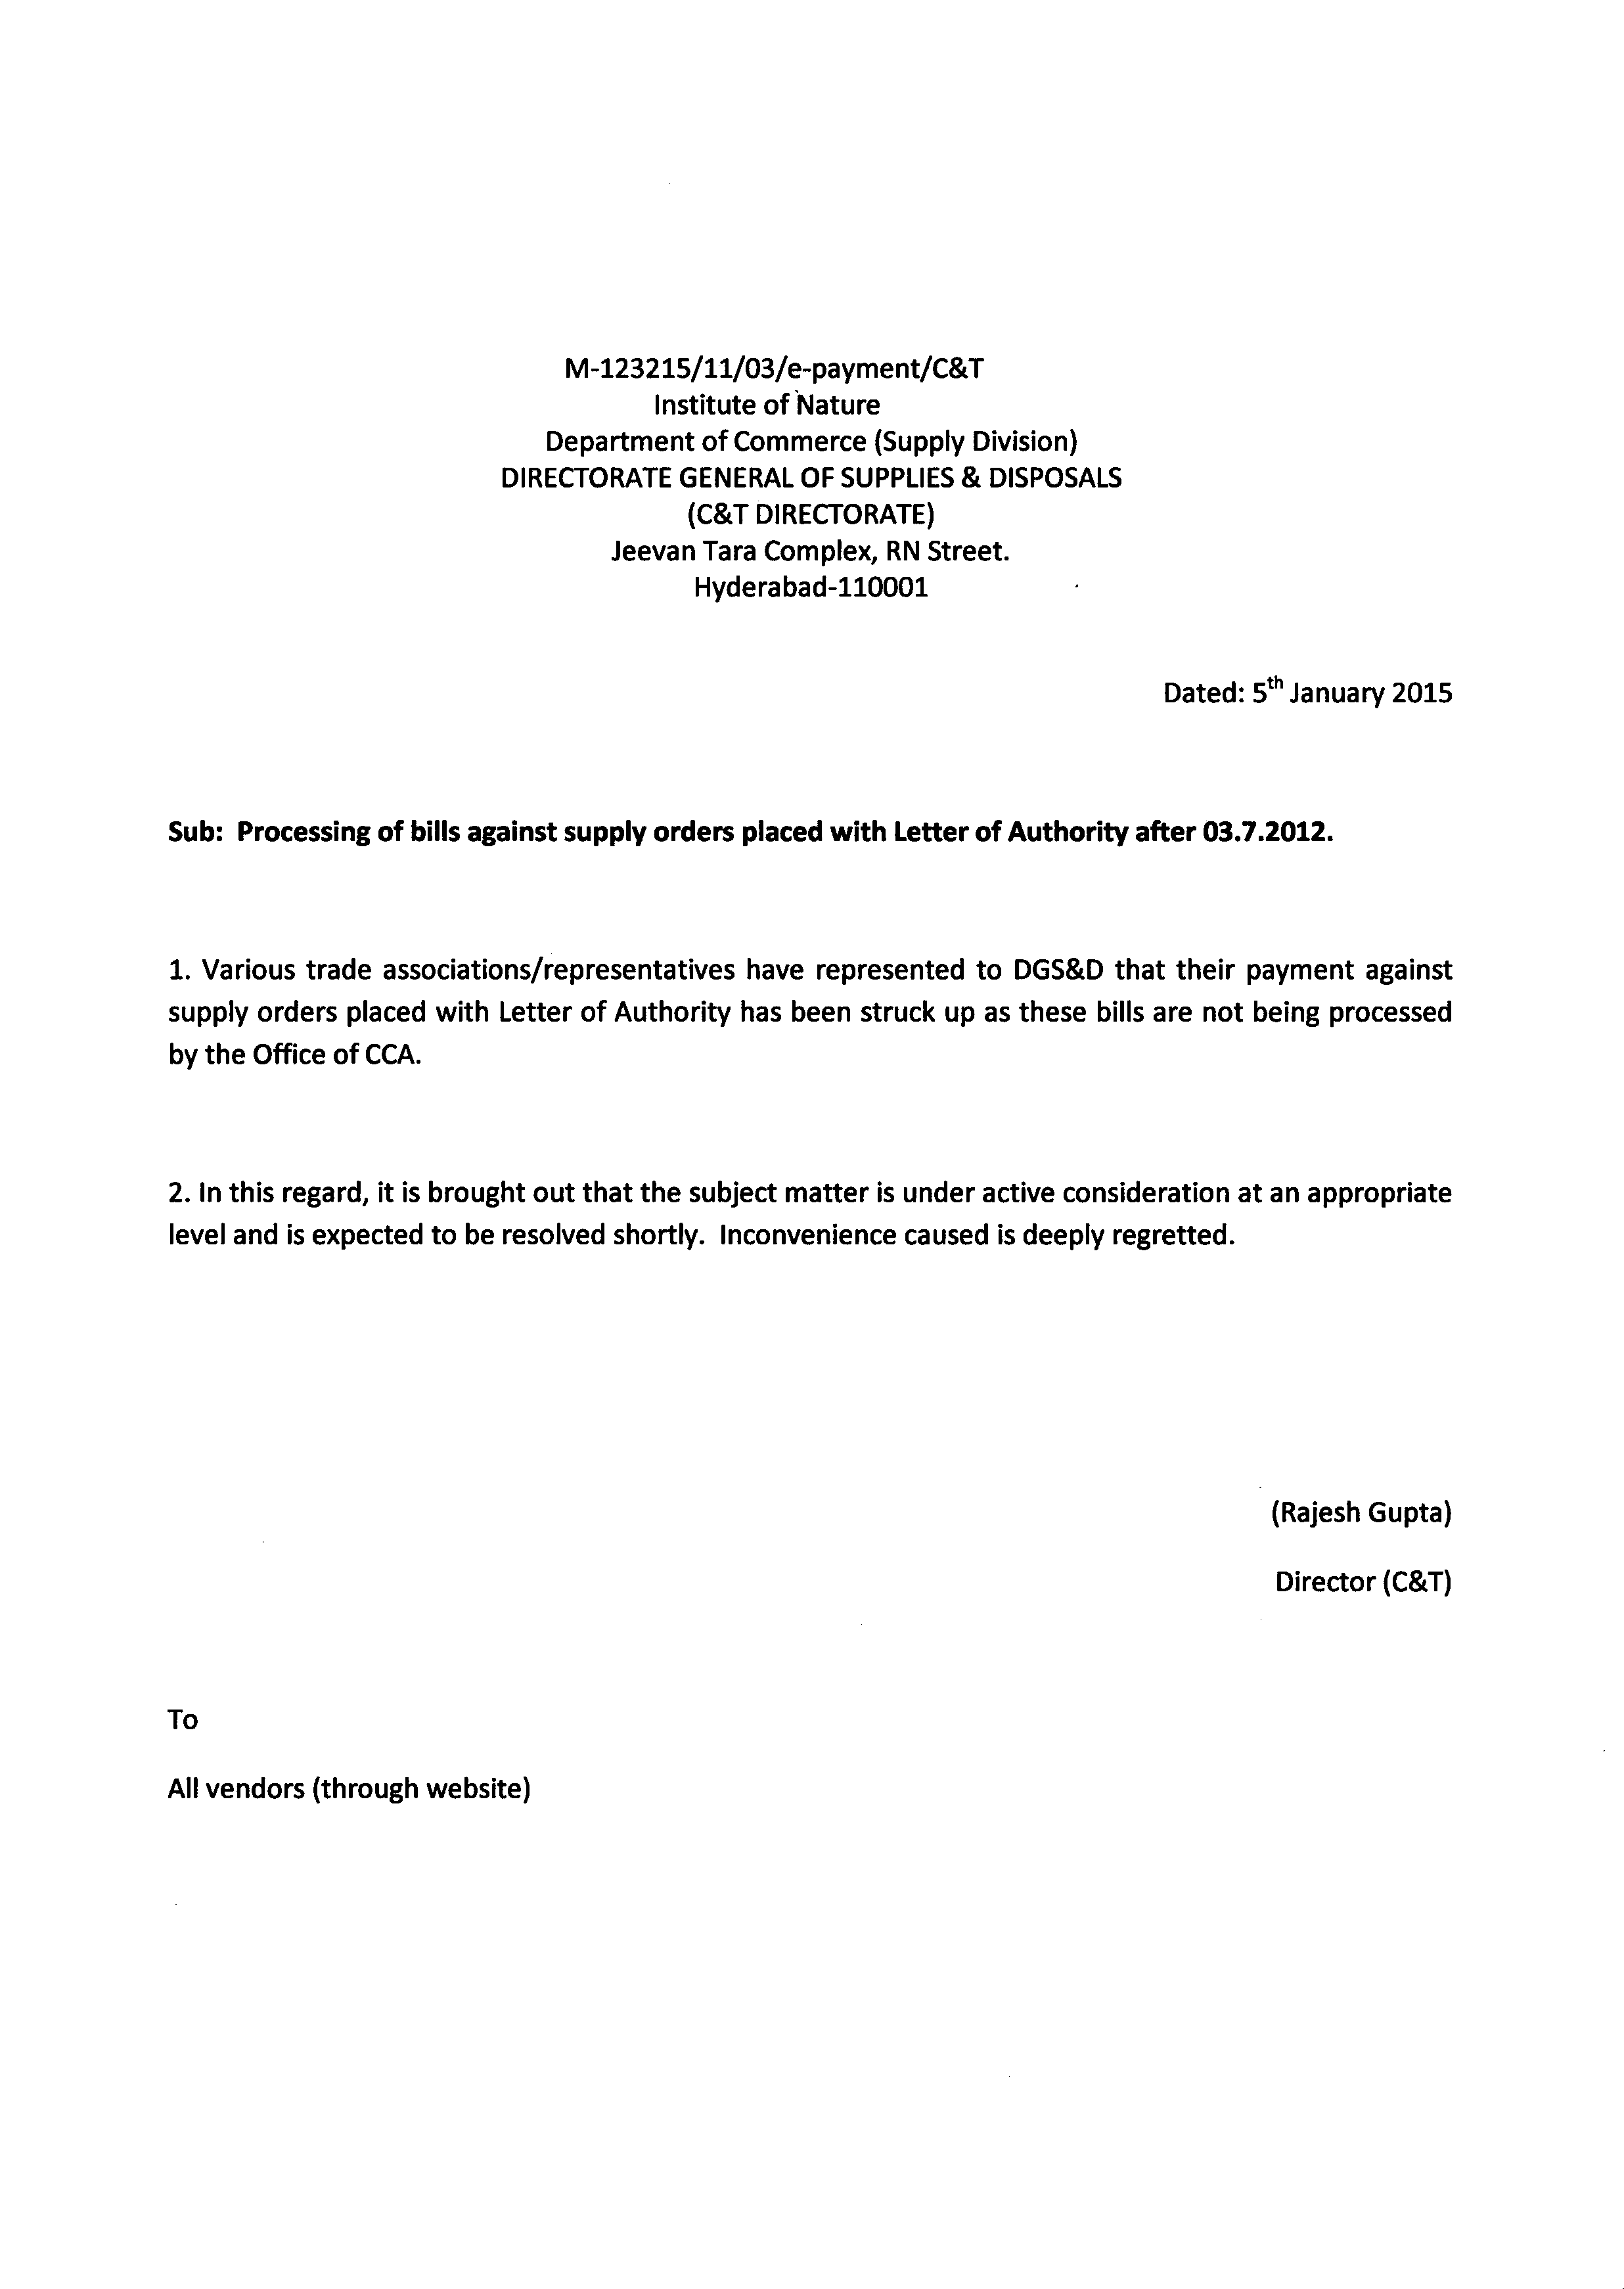 M-123215/11/03/e-payment/C&T
Institute of Nature
Department of Commerce (Supply Division)
DIRECTORATE GENERAL OF SUPPLIES & DISPOSALS
(C&T DIRECTORATE)
Jeevan Tara Complex, RN Street.
Hyderabad-110001
Dated: 5th January 2015
Sub: Processing of bills against supply orders placed with Letter of Authority after 03.7.2012.
1. Various trade associations/representatives have represented to DGS&D that their payment against
supply orders placed with Letter of Authority has been struck up as these bills are not being processed
by the Office of CCA.
2. In this regard, it is brought out that the subject matter is under active consideration at an appropriate
level and is expected to be resolved shortly. Inconvenience caused is deeply regretted.
(Rajesh Gupta)
Director (C&T)
To
All vendors (through website)